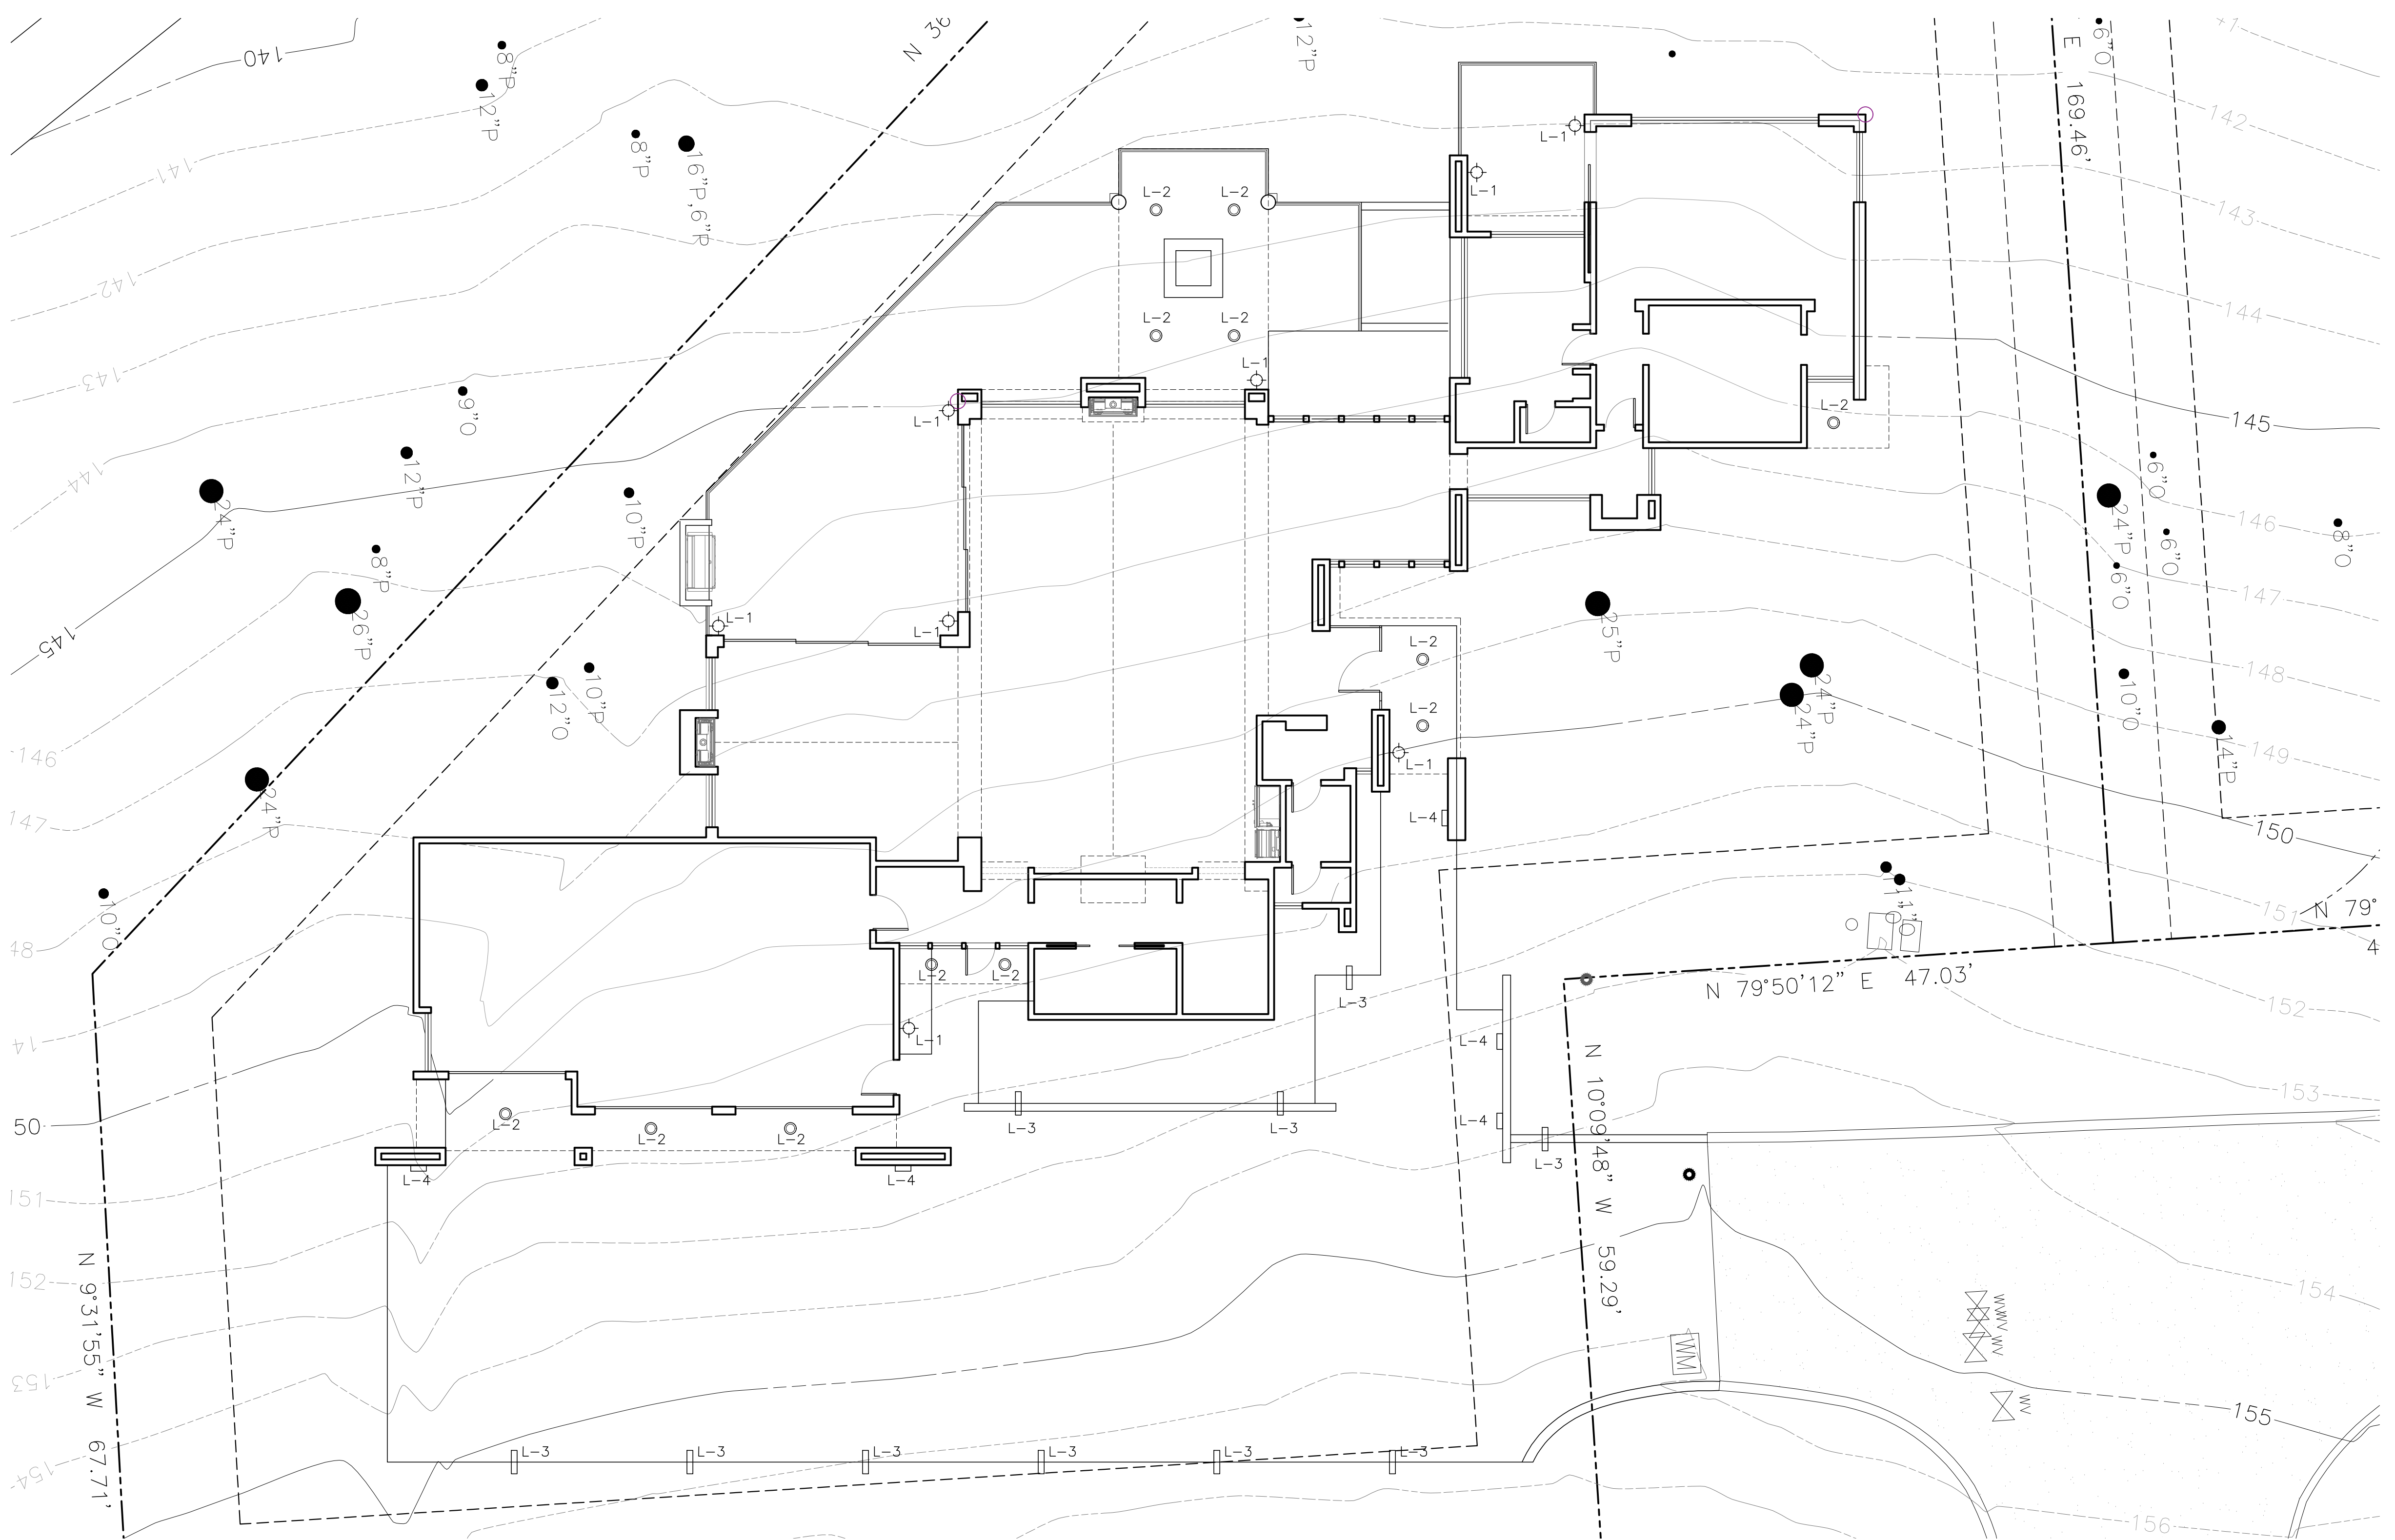 140
8"P
12"P
N 36
12"P
6"O
E 169.46'
142
141
8"P
16"P,6"P
L-1
L-1
143
L-2
L-2
142
144
L-2
L-2
143
L-1
9"O
L-1
L-2
145
144
12"P
6"O
24"P
10"P
24"P
146
6"O
8"O
8"P
6"O
147
26"P
L-1
L-1
25"P
145
L-2
148
10"P
12"O
24"P
24"P
10"O
L-2
14"P
149
146
L-1
24"P
147
L-4
150
10"O
11"O
151
N 79°
48
L-2
L-2
L-3
N 79°50'12" E 47.03'
4
152
14
L-1
L-4
153
50
L-2
L-2
L-2
L-3
L-3
L-4
L-3
N 10°09'48" W 59.29'
151
L-4
L-4
152
154
N 9°31'55" W 67.71'
WV
WV
WM
153
WV
155
154
L-3
L-3
L-3
L-3
L-3
L-3
156